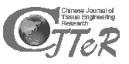 Chinese Journal of
Tissue Engineering
Research
CJTER